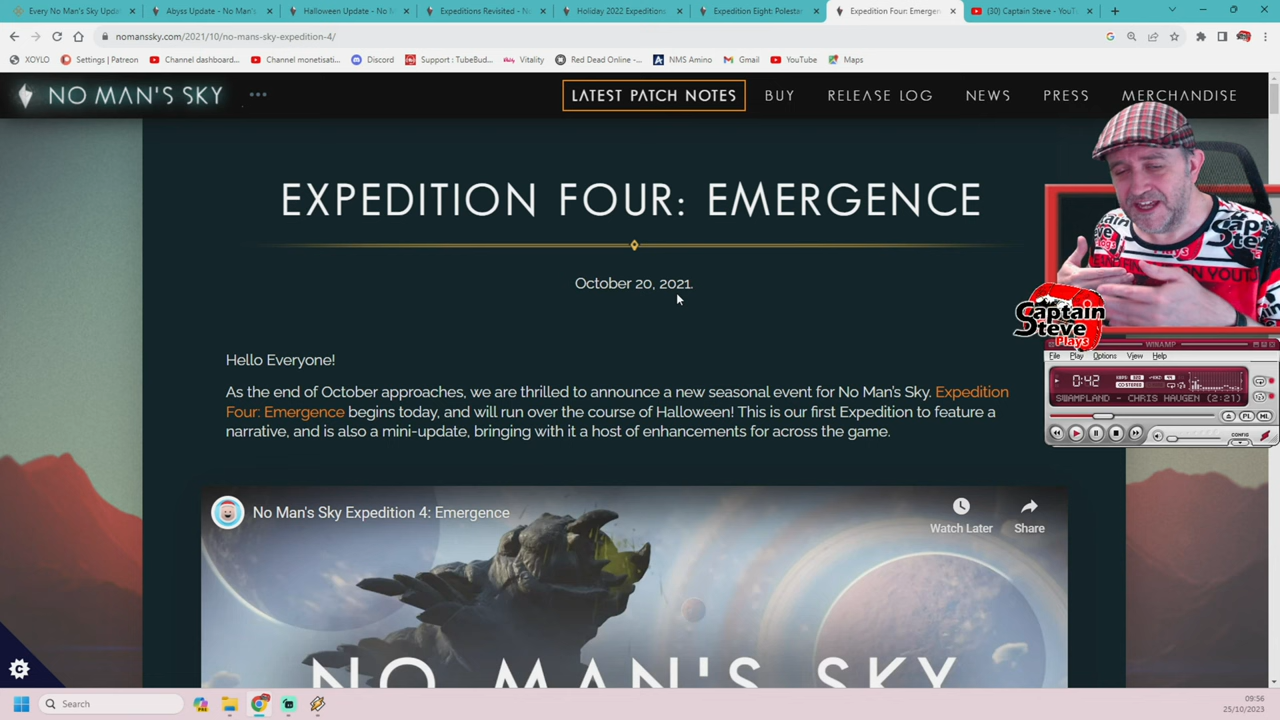 Every No Man's Sky Upda
Abyss Update - No Man's
Halloween Update - No M
Expeditions Revisited - N
Holiday 2022 Expeditions
Expedition Eight: Polestar
Expedition Four: Emergen
(30) Captain Steve - YouT
nomanssky.com/2021/10/no-mans-sky-expedition-4/
XOYLO
Settings | Patreon
Channel dashboard...
Channel monetisati...
Discord
Support : TubeBud...
Vitality
Red Dead Online -...
NMS Amino
Gmail
YouTube
Maps
NO MAN'S SKY
LATEST PATCH NOTES
BUY
RELEASE LOG
NEWS
PRESS
MERCHANDISE
EXPEDITION FOUR: EMERGENCE
October 20, 2021.
Hello Everyone!
As the end of October approaches, we are thrilled to announce a new seasonal event for No Man's Sky. Expedition
Four: Emergence begins today, and will run over the course of Halloween! This is our first Expedition to feature a
narrative, and is also a mini-update, bringing with it a host of enhancements for across the game.
No Man's Sky Expedition 4: Emergence
Watch Later
Share
NO MAN'S SKY
Captain
Steve
Plays
WINAMP
File Play Options View Help
0:42
STEREO
SWAMPLAND - CHRIS HAUGEN (2:21)
PL
ML
CONFIG
Search
09:56
25/10/2023